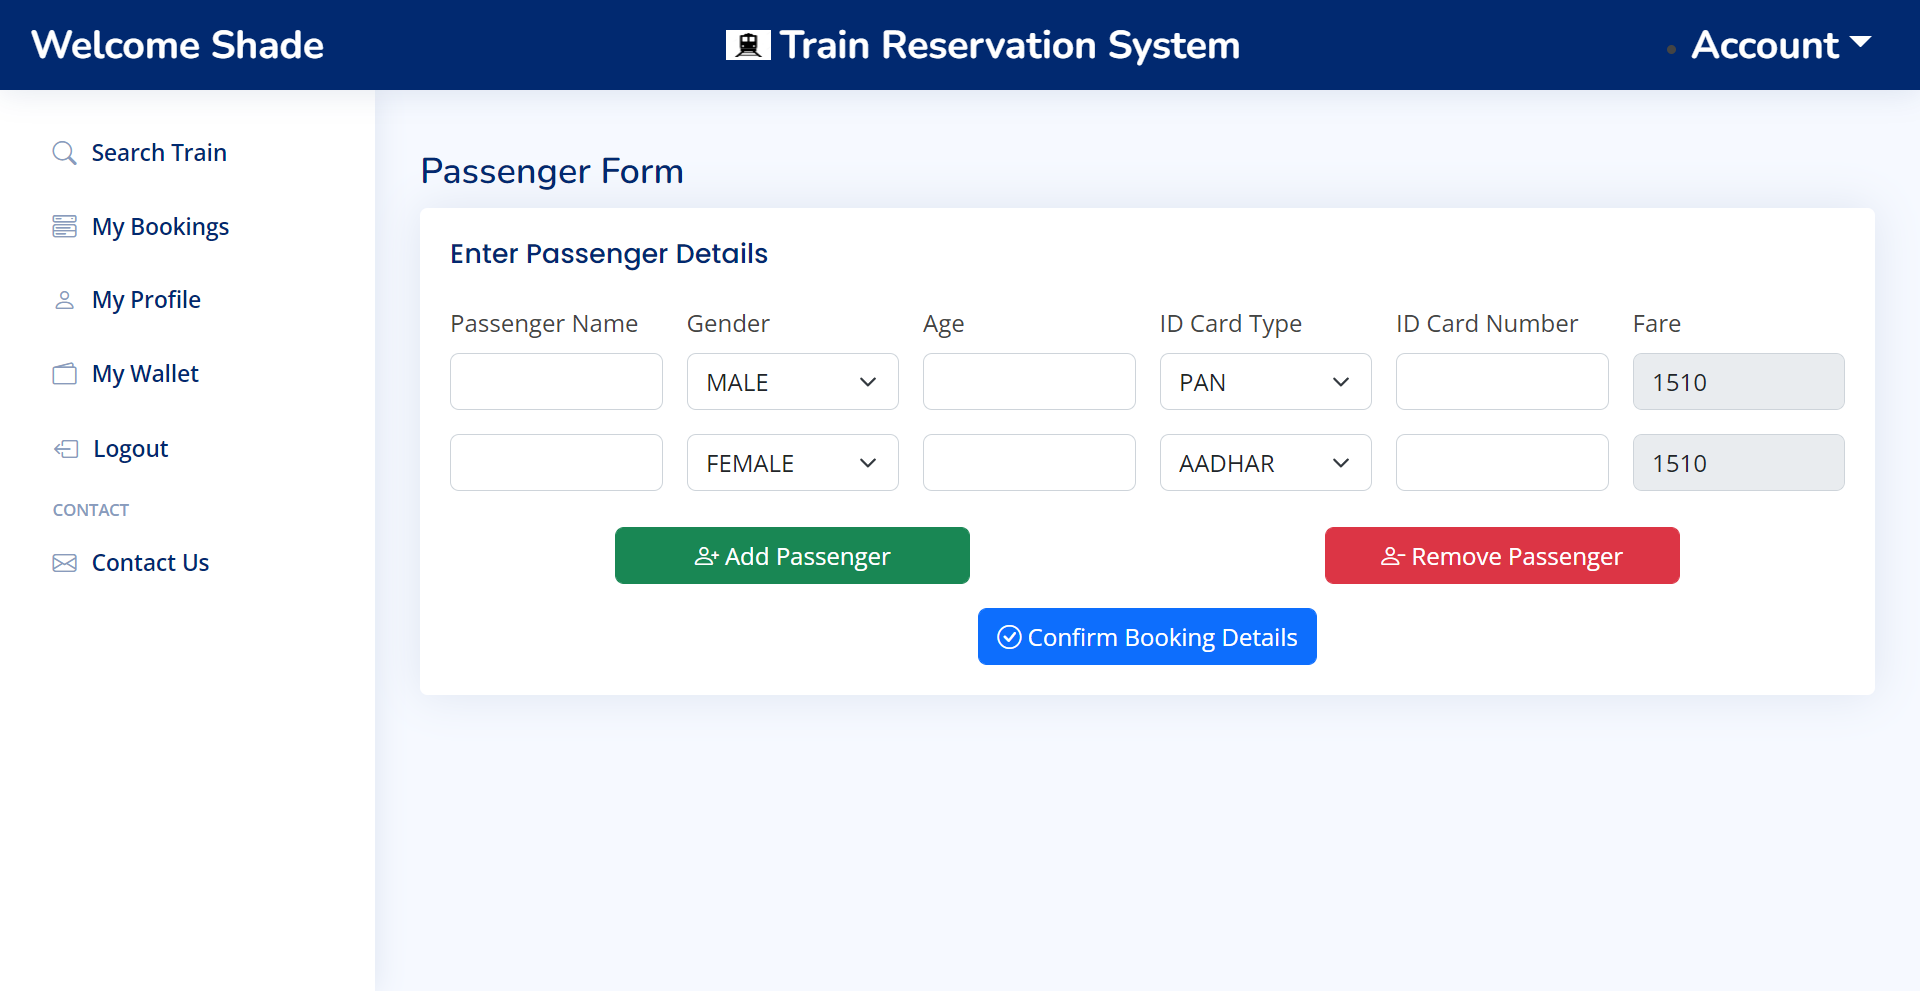 Welcome Shade
Train Reservation System
Account
Search Train
My Bookings
My Profile
My Wallet
Logout
CONTACT
Contact Us
Passenger Form
Enter Passenger Details
Passenger Name Gender Age ID Card Type ID Card Number Fare
MALE PAN 1510
FEMALE AADHAR 1510
Add Passenger Remove Passenger
Confirm Booking Details